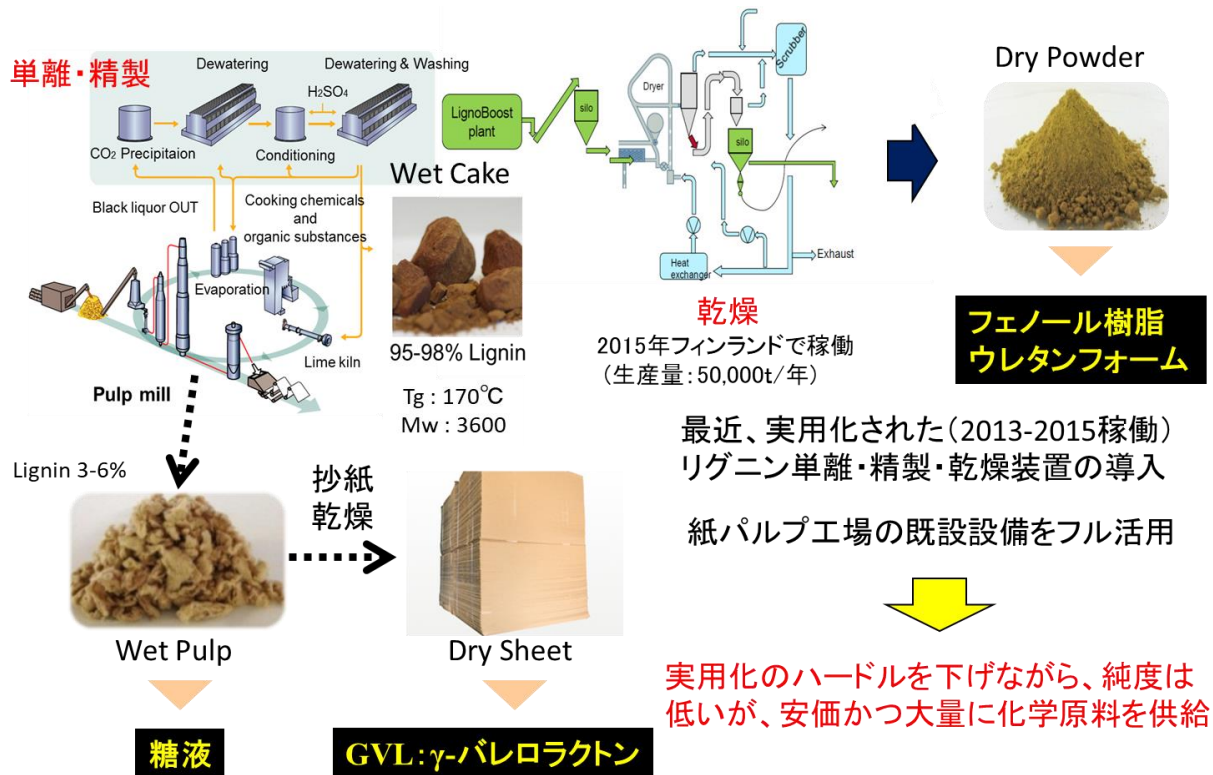 単離・精製
Dewatering
Dewatering & Washing
H₂SO₄
CO₂ Precipitaion
Conditioning
Black liquor OUT
Cooking chemicals
and
organic substances
Evaporation
Lime kiln
Pulp mill
Wet Cake
95-98% Lignin
Tg : 170℃
Mw : 3600
LignoBoost
plant
silo
Dryer
Scrubber
silo
Heat
exchanger
Exhaust
乾燥
2015年フィンランドで稼働
（生産量：50,000t/年）
Dry Powder
フェノール樹脂
ウレタンフォーム
最近、実用化された（2013-2015稼働）
リグニン単離・精製・乾燥装置の導入
紙パルプ工場の既設設備をフル活用
実用化のハードルを下げながら、純度は
低いが、安価かつ大量に化学原料を供給
Lignin 3-6%
抄紙
乾燥
Wet Pulp
Dry Sheet
糖液
GVL：γ-バレロラクトン